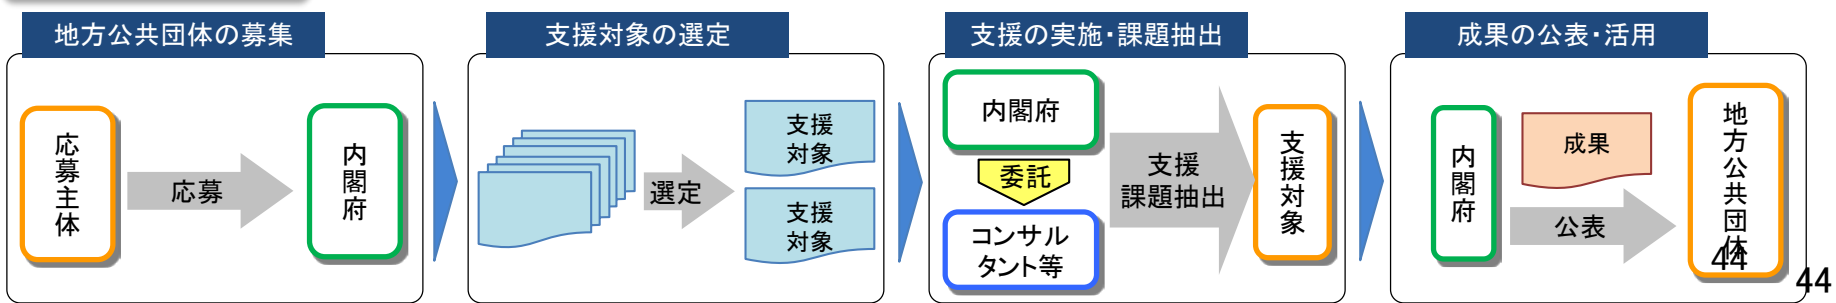 地方公共団体の募集
応募主体
応募
内閣府
支援対象の選定
選定
支援
対象
支援
対象
支援の実施・課題抽出
内閣府
委託
コンサル
タント等
支援
課題抽出
支援対象
成果の公表・活用
内閣府
成果
公表
地方公共団体
44
44